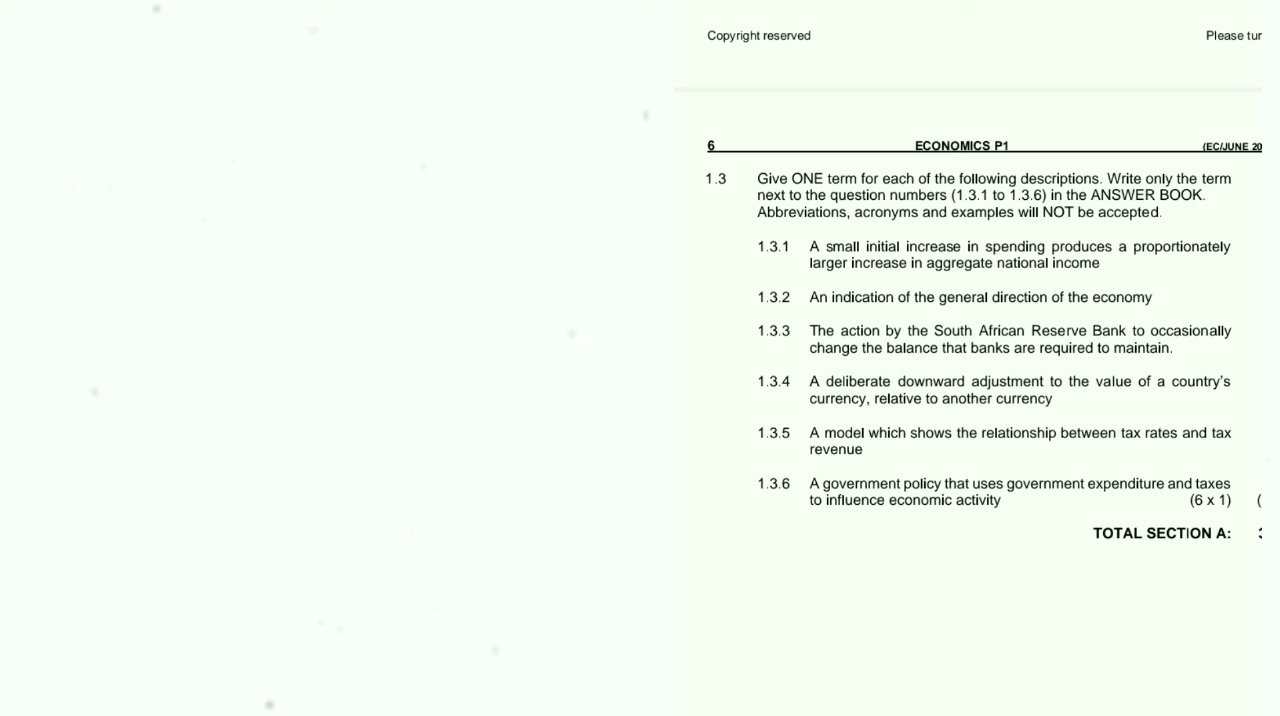 Copyright reserved Please tur
6 ECONOMICS P1 (EC/JUNE 20
1.3 Give ONE term for each of the following descriptions. Write only the term
next to the question numbers (1.3.1 to 1.3.6) in the ANSWER BOOK.
Abbreviations, acronyms and examples will NOT be accepted.
1.3.1 A small initial increase in spending produces a proportionately
larger increase in aggregate national income
1.3.2 An indication of the general direction of the economy
1.3.3 The action by the South African Reserve Bank to occasionally
change the balance that banks are required to maintain.
1.3.4 A deliberate downward adjustment to the value of a country's
currency, relative to another currency
1.3.5 A model which shows the relationship between tax rates and tax
revenue
1.3.6 A government policy that uses government expenditure and taxes
to influence economic activity (6 x 1) (
TOTAL SECTION A: